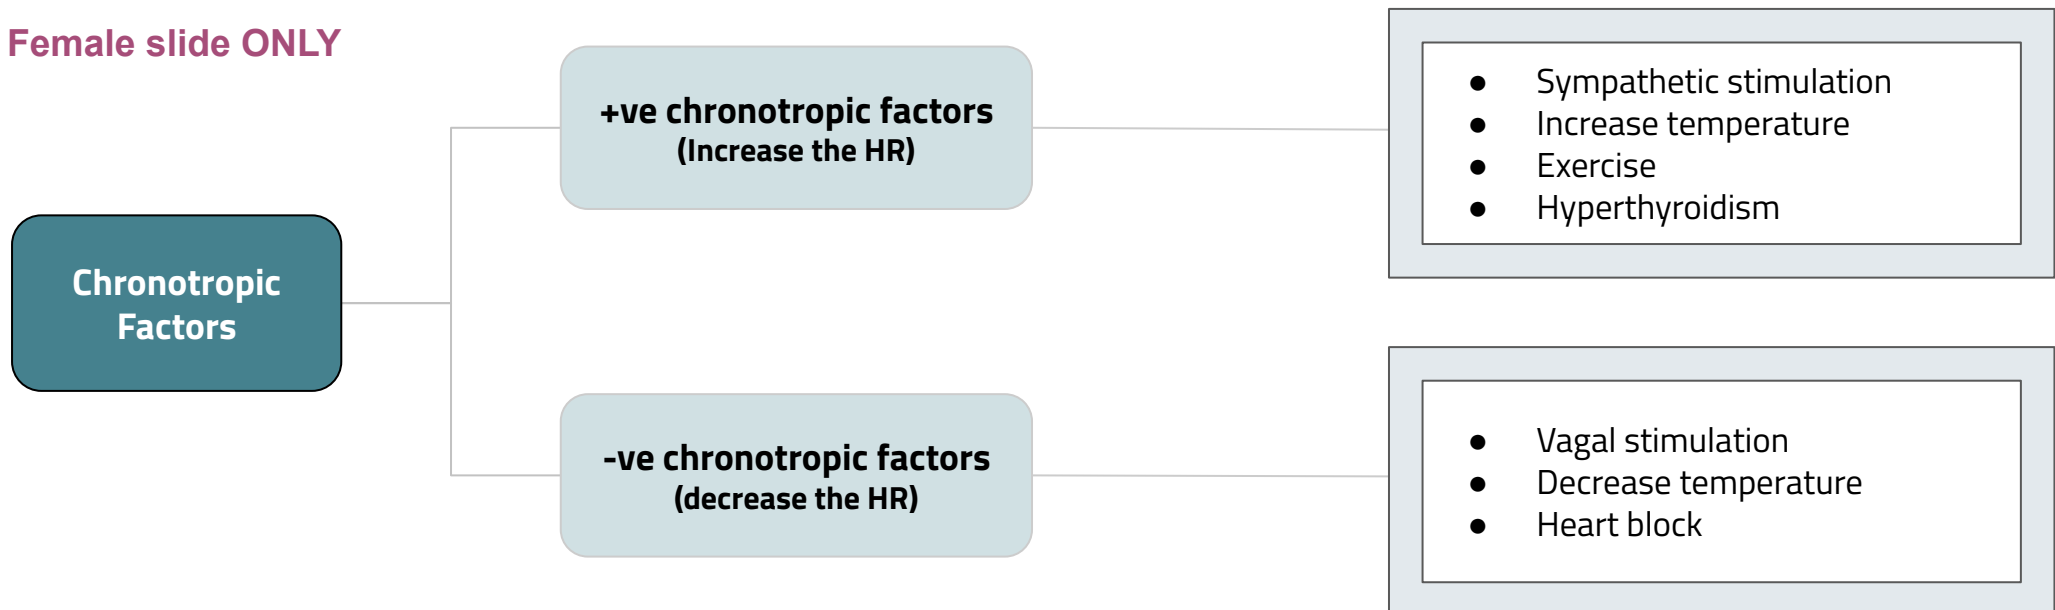 Female slide ONLY
Chronotropic
Factors
+ve chronotropic factors
(Increase the HR)
● Sympathetic stimulation
● Increase temperature
● Exercise
● Hyperthyroidism
-ve chronotropic factors
(decrease the HR)
● Vagal stimulation
● Decrease temperature
● Heart block